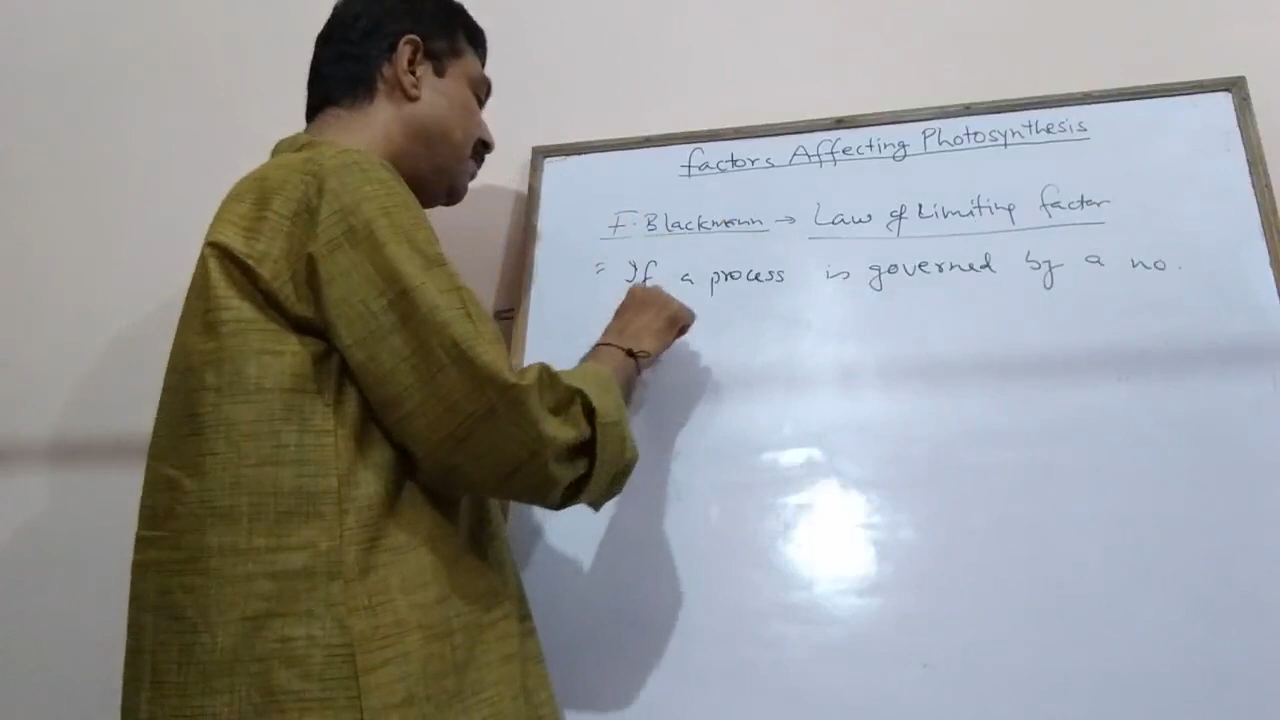 factors Affecting Photosynthesis
F. Blackmann → Law of Limiting factor
= If a process is governed by a no.